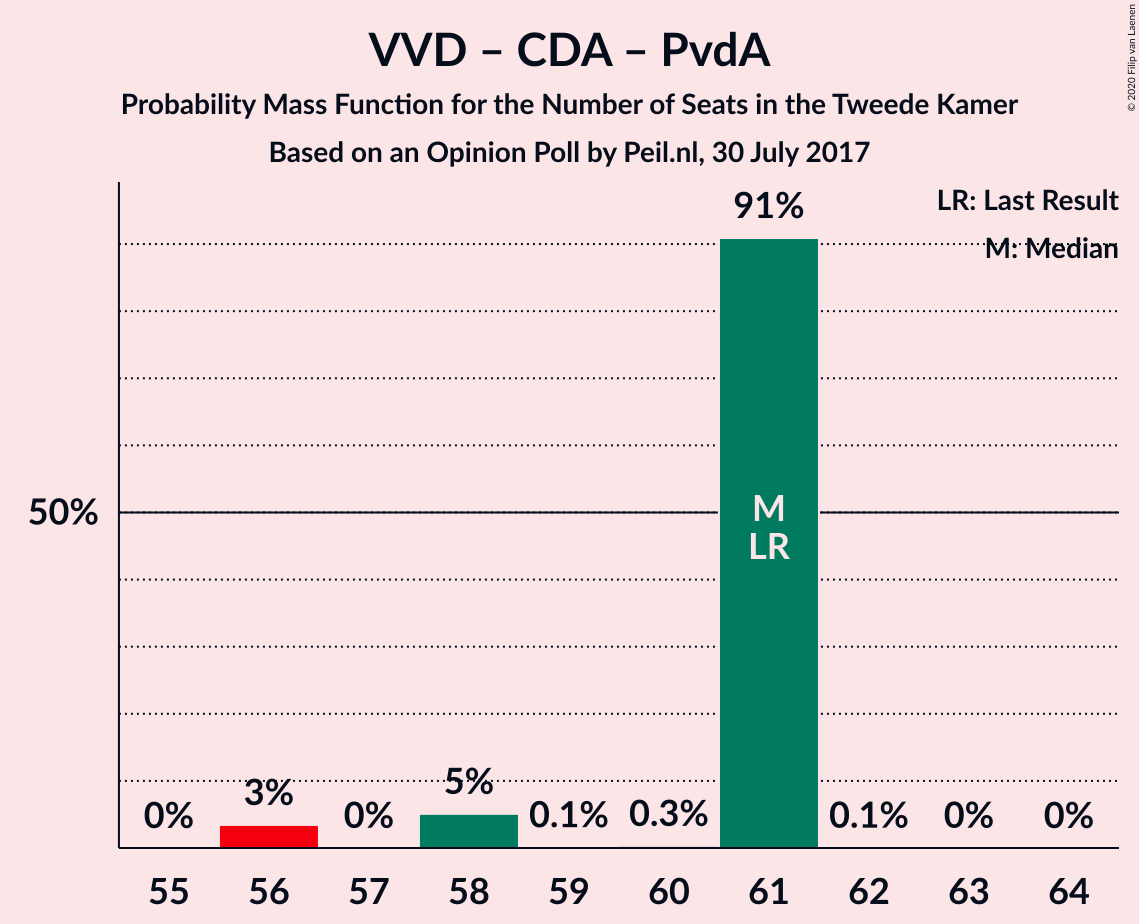 VVD – CDA – PvdA
Probability Mass Function for the Number of Seats in the Tweede Kamer
Based on an Opinion Poll by Peil.nl, 30 July 2017
© 2020 Filip van Laenen
LR: Last Result
M: Median
50%
0%
3%
0%
5%
0.1%
0.3%
91%
0.1%
0%
0%
M
LR
55 56 57 58 59 60 61 62 63 64